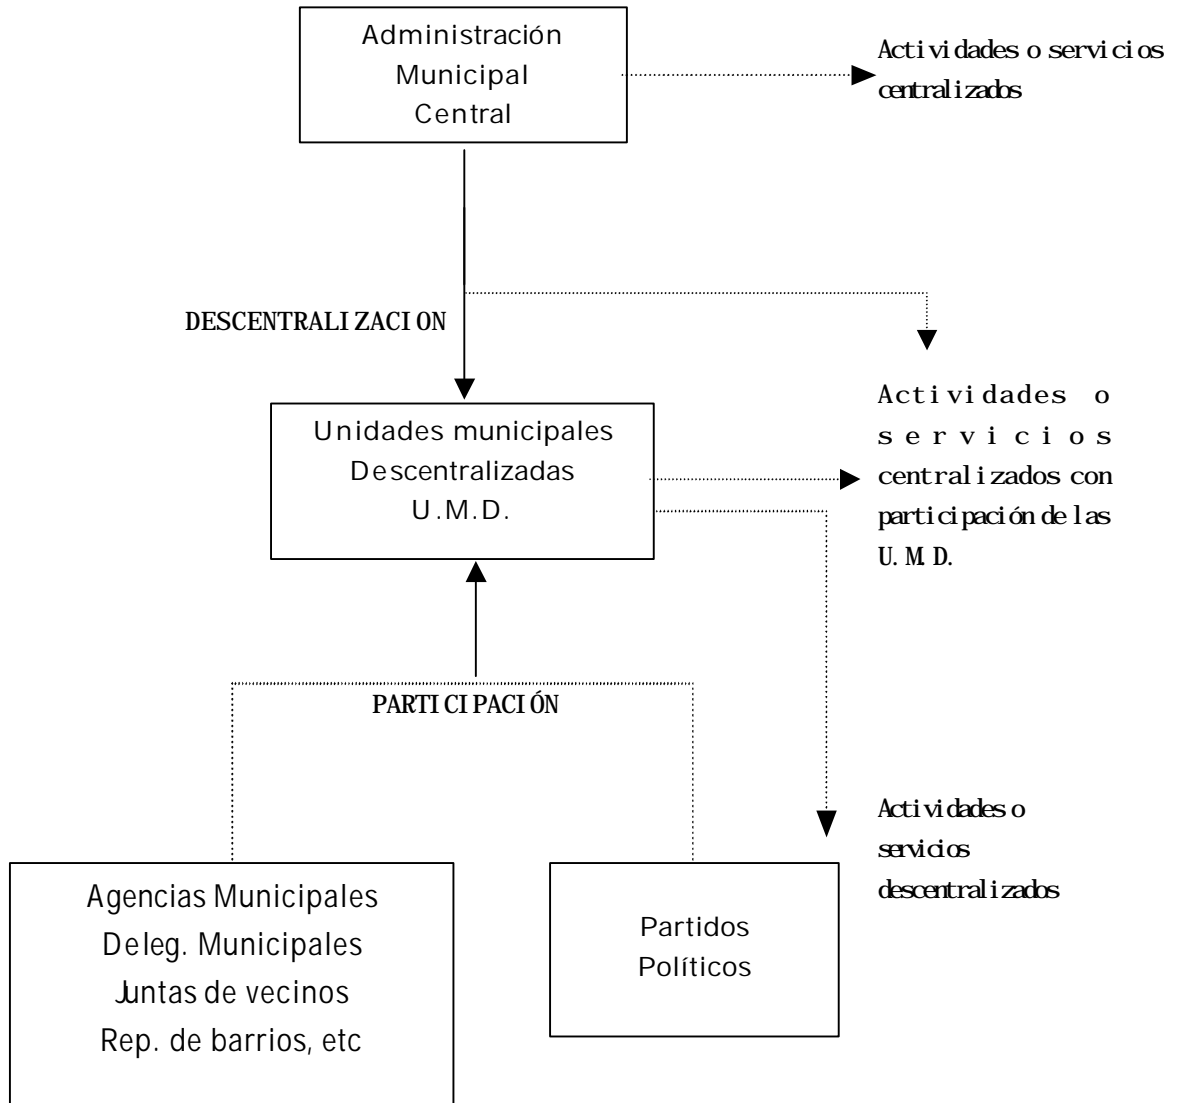 Administración
Municipal
Central
Actividades o servicios
centralizados
DESCENTRALIZACION
Unidades municipales
Descentralizadas
U.M.D.
Actividades o
servicios
centralizados con
participación de las
U.M.D.
PARTICIPACIÓN
Actividades o
servicios
descentralizados
Agencias Municipales
Deleg. Municipales
Juntas de vecinos
Rep. de barrios, etc
Partidos
Políticos